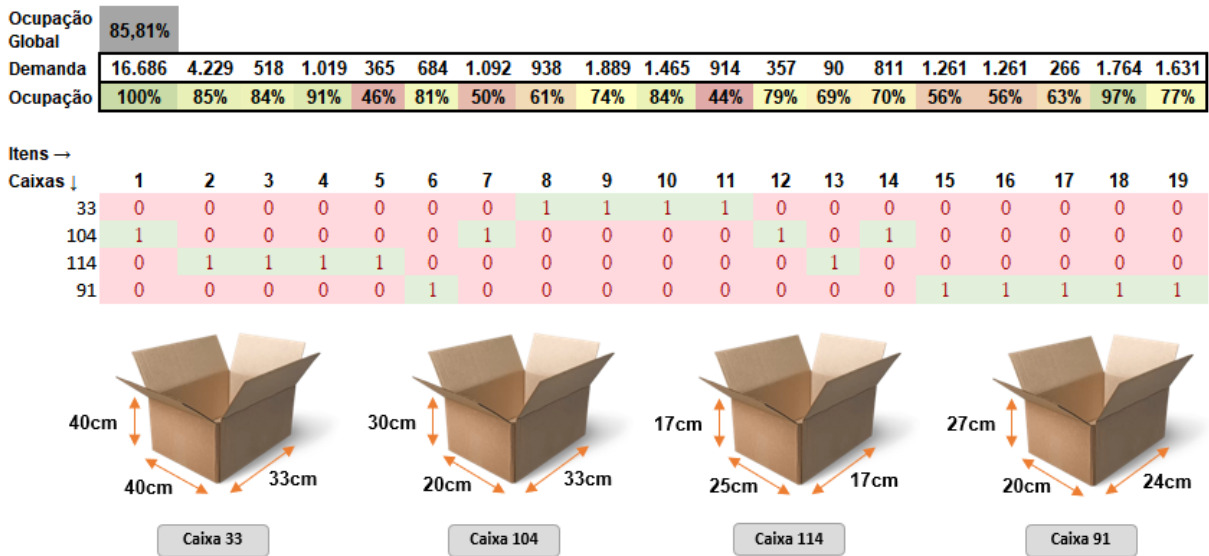 Ocupação Global 85,81%
Demanda 16.686 4.229 518 1.019 365 684 1.092 938 1.889 1.465 914 357 90 811 1.261 1.261 266 1.764 1.631
Ocupação 100% 85% 84% 91% 46% 81% 50% 61% 74% 84% 44% 79% 69% 70% 56% 56% 63% 97% 77%
Itens →
Caixas ↓ 1 2 3 4 5 6 7 8 9 10 11 12 13 14 15 16 17 18 19
33 0 0 0 0 0 0 0 1 1 1 1 0 0 0 0 0 0 0 0
104 1 0 0 0 0 0 1 0 0 0 0 1 0 1 0 0 0 0 0
114 0 1 1 1 1 0 0 0 0 0 0 0 1 0 0 0 0 0 0
91 0 0 0 0 0 1 0 0 0 0 0 0 0 0 1 1 1 1 1
40cm 30cm 17cm 27cm
40cm 33cm 20cm 33cm 25cm 17cm 20cm 24cm
Caixa 33 Caixa 104 Caixa 114 Caixa 91